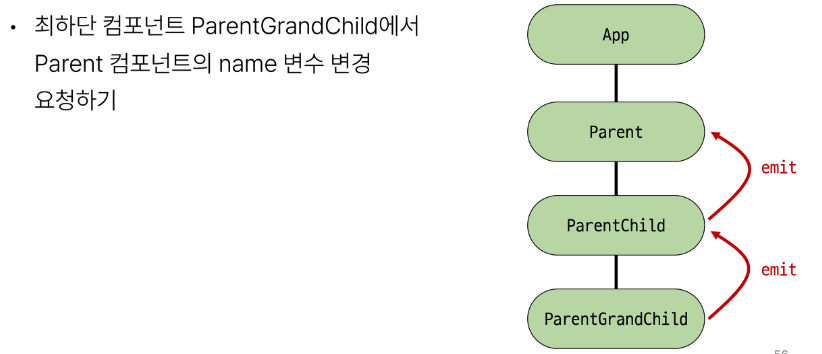 • 최하단 컴포넌트 ParentGrandChild에서
Parent 컴포넌트의 name 변수 변경
요청하기
App
Parent
emit
ParentChild
emit
ParentGrandChild